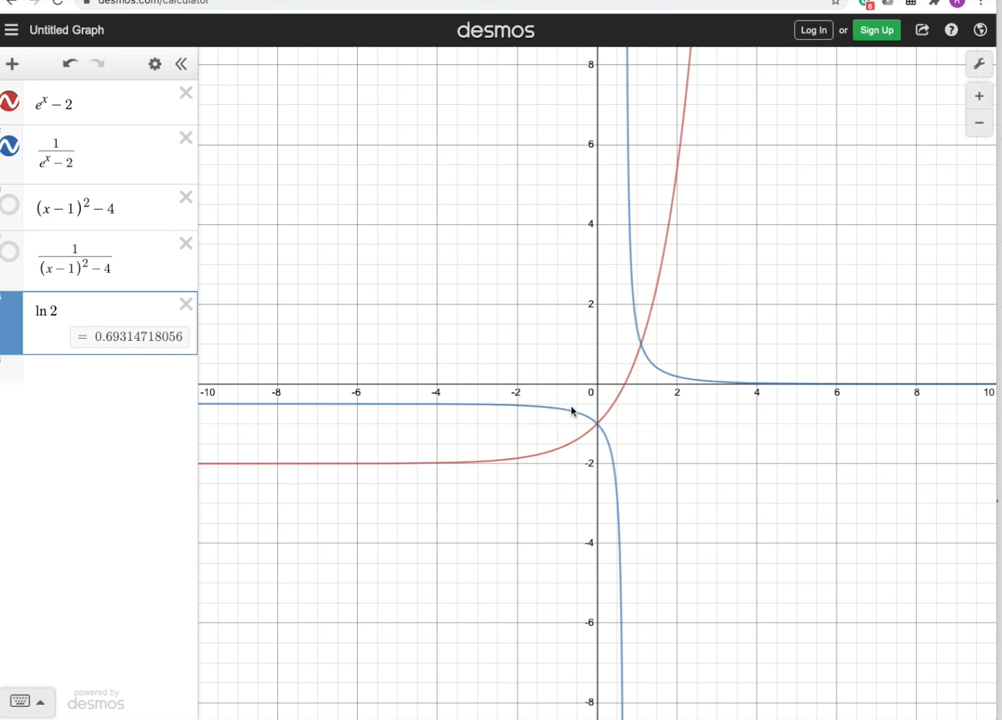 desmos.com/calculator
6
Untitled Graph
desmos
Log In or Sign Up
e^x − 2
1/(e^x − 2)
(x − 1)^2 − 4
1/((x − 1)^2 − 4)
ln 2
= 0.69314718056
8
6
4
2
-10 -8 -6 -4 -2 0 2 4 6 8 10
-2
-4
-6
-8
powered by
desmos